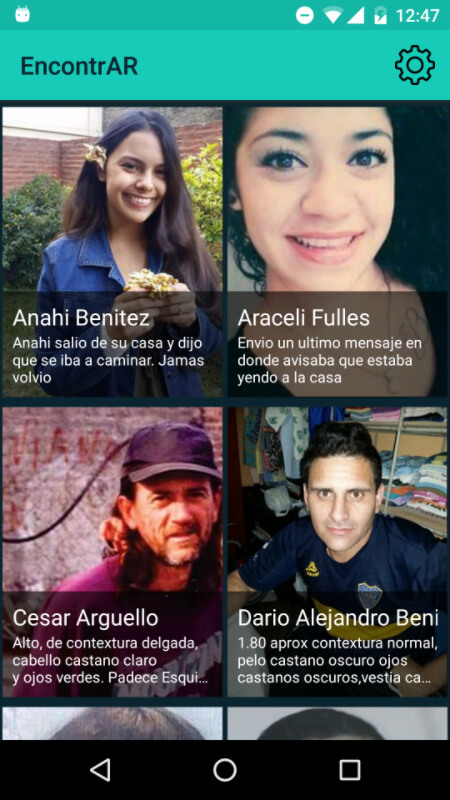 12:47
EncontrAR
Anahi Benitez
Anahi salio de su casa y dijo
que se iba a caminar. Jamas
volvio
Araceli Fulles
Envio un ultimo mensaje en
donde avisaba que estaba
yendo a la casa
Cesar Arguello
Alto, de contextura delgada,
cabello castano claro
y ojos verdes. Padece Esqui…
Dario Alejandro Beni
1.80 aprox contextura normal,
pelo castano oscuro ojos
castanos oscuros,vestia ca…